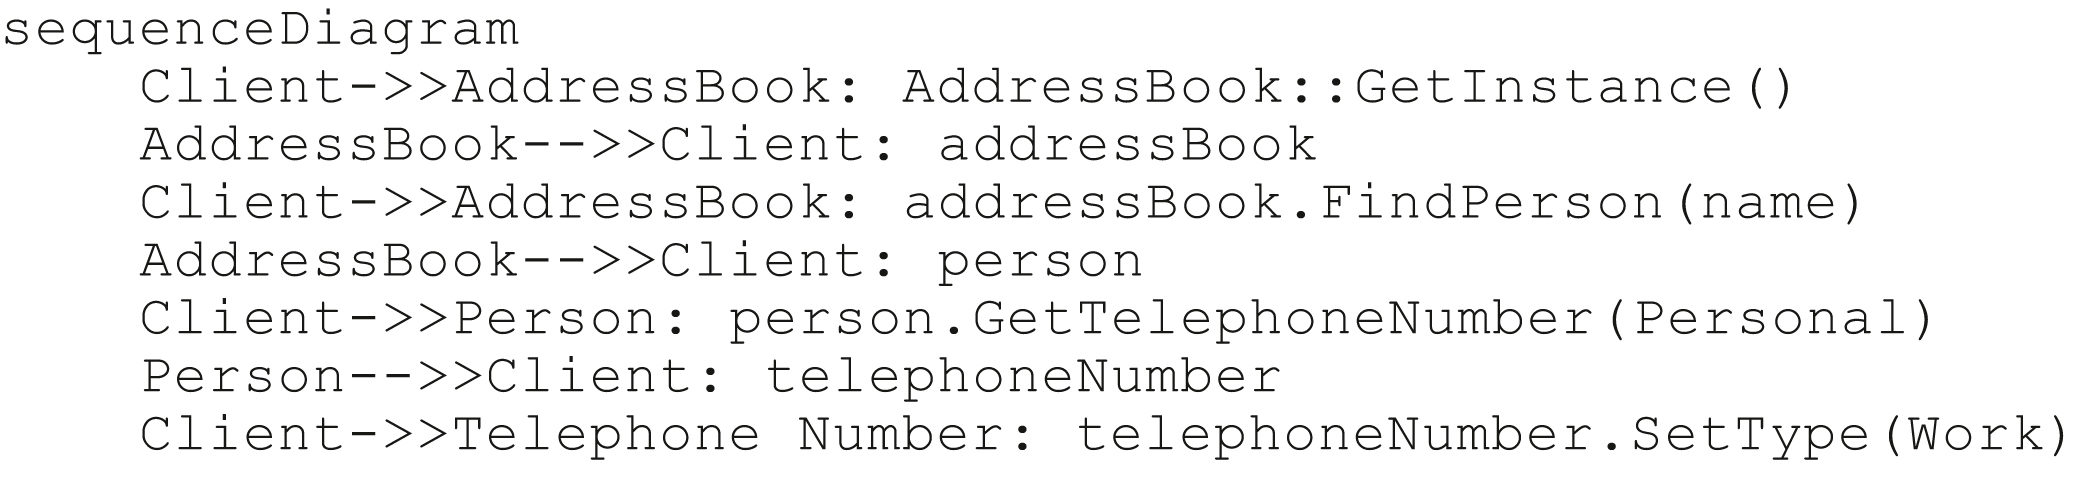 sequenceDiagram
    Client->>AddressBook: AddressBook::GetInstance()
    AddressBook-->>Client: addressBook
    Client->>AddressBook: addressBook.FindPerson(name)
    AddressBook-->>Client: person
    Client->>Person: person.GetTelephoneNumber(Personal)
    Person-->>Client: telephoneNumber
    Client->>Telephone Number: telephoneNumber.SetType(Work)